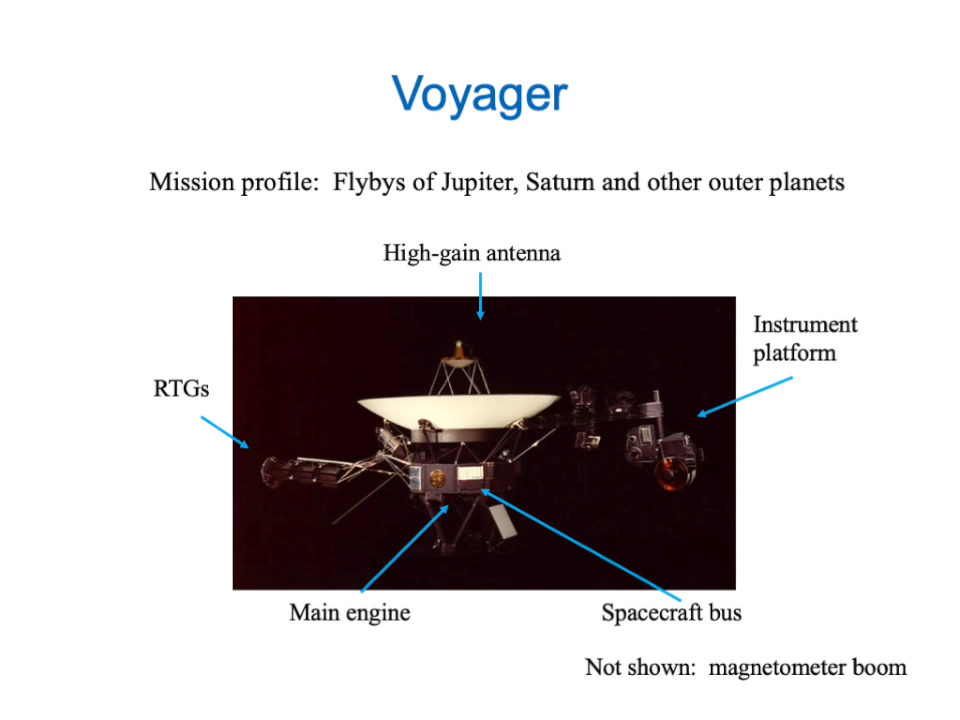 Voyager
Mission profile:  Flybys of Jupiter, Saturn and other outer planets
High-gain antenna
Instrument
platform
RTGs
Main engine
Spacecraft bus
Not shown:  magnetometer boom